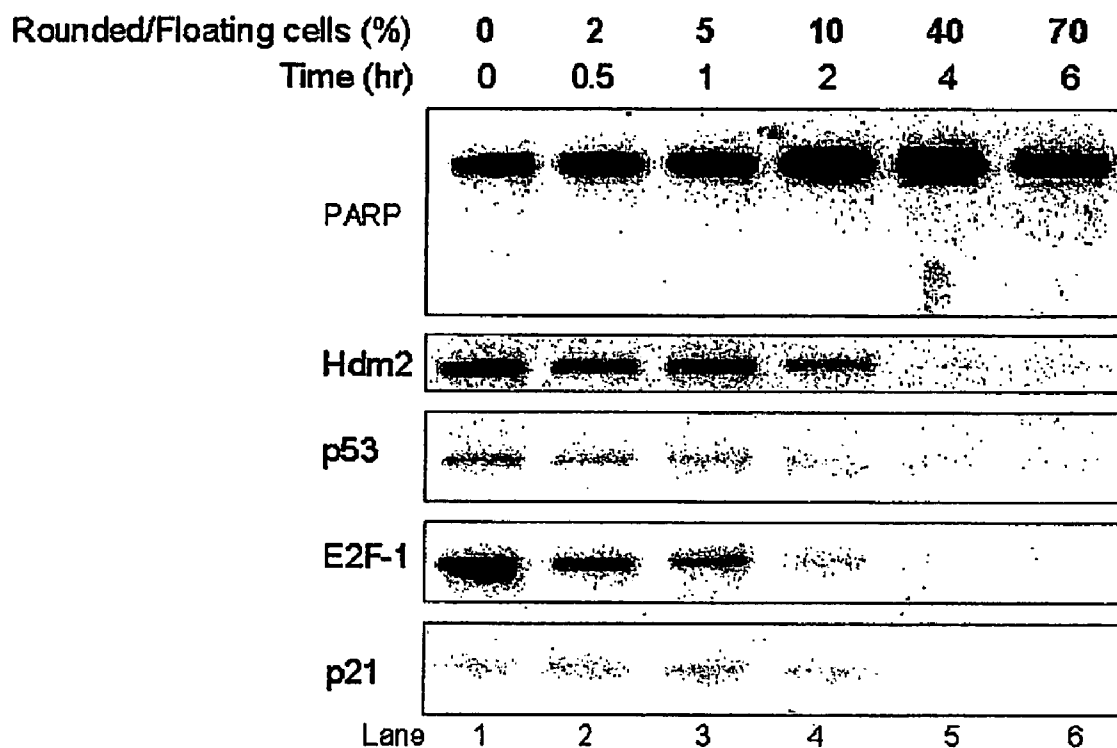 Rounded/Floating cells (%) 0 2 5 10 40 70
Time (hr) 0 0.5 1 2 4 6
PARP
Hdm2
p53
E2F-1
p21
Lane 1 2 3 4 5 6